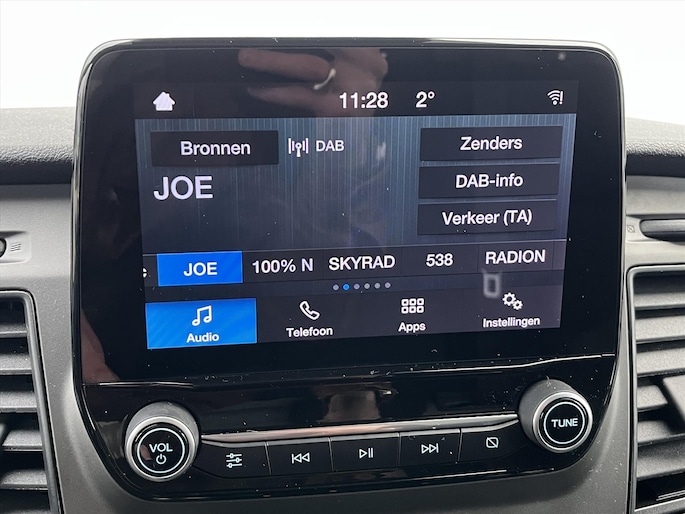 11:28 2°
Bronnen DAB Zenders
JOE DAB-info
Verkeer (TA)
JOE 100% N SKYRAD 538 RADION
Audio Telefoon Apps Instellingen
VOL TUNE